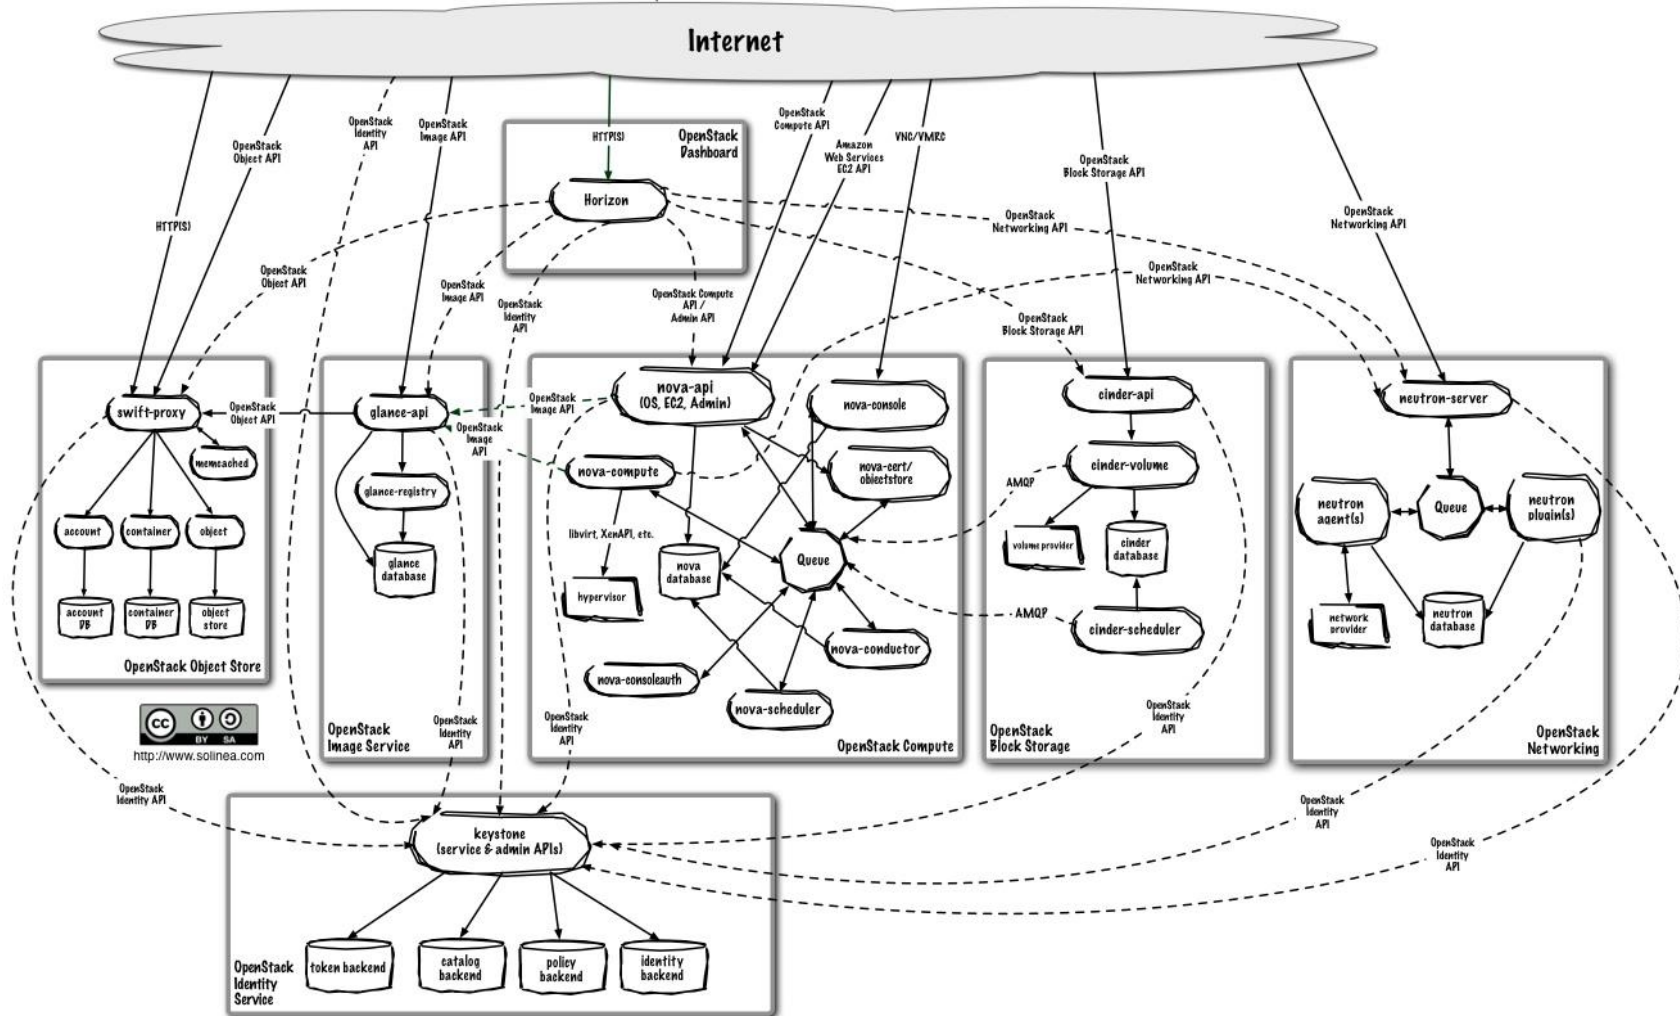 Internet
HTTP(S)
OpenStack
Object API
OpenStack
Identity
API
OpenStack
Image API
HTTP(S)
OpenStack
Dashboard
Horizon
OpenStack
Compute API
Amazon
Web Services
EC2 API
VNC/VMRC
OpenStack
Block Storage API
OpenStack
Networking API
OpenStack
Networking API
OpenStack
Networking API
OpenStack
Object API
OpenStack
Image API
OpenStack
Identity
API
OpenStack Compute
API /
Admin API
OpenStack
Block Storage API
swift-proxy
OpenStack
Object API
memcached
account
container
object
account
DB
container
DB
object
store
OpenStack Object Store
glance-api
glance-registry
glance
database
OpenStack
Image Service
OpenStack
Identity
API
OpenStack
Image API
OpenStack
Image
API
nova-api
(OS, EC2, Admin)
nova-console
nova-compute
nova-cert/
objectstore
libvirt, XenAPI, etc.
hypervisor
nova
database
Queue
nova-conductor
nova-consoleauth
nova-scheduler
OpenStack
Identity
API
OpenStack Compute
cinder-api
cinder-volume
AMQP
volume provider
cinder
database
AMQP
cinder-scheduler
OpenStack
Identity
API
OpenStack
Block Storage
neutron-server
neutron
agent(s)
Queue
neutron
plugin(s)
network
provider
neutron
database
OpenStack
Networking
CC
BY SA
http://www.solinea.com
OpenStack
Identity API
OpenStack
Identity
API
OpenStack
Identity
API
keystone
(service & admin APIs)
token backend
catalog
backend
policy
backend
identity
backend
OpenStack
Identity
Service